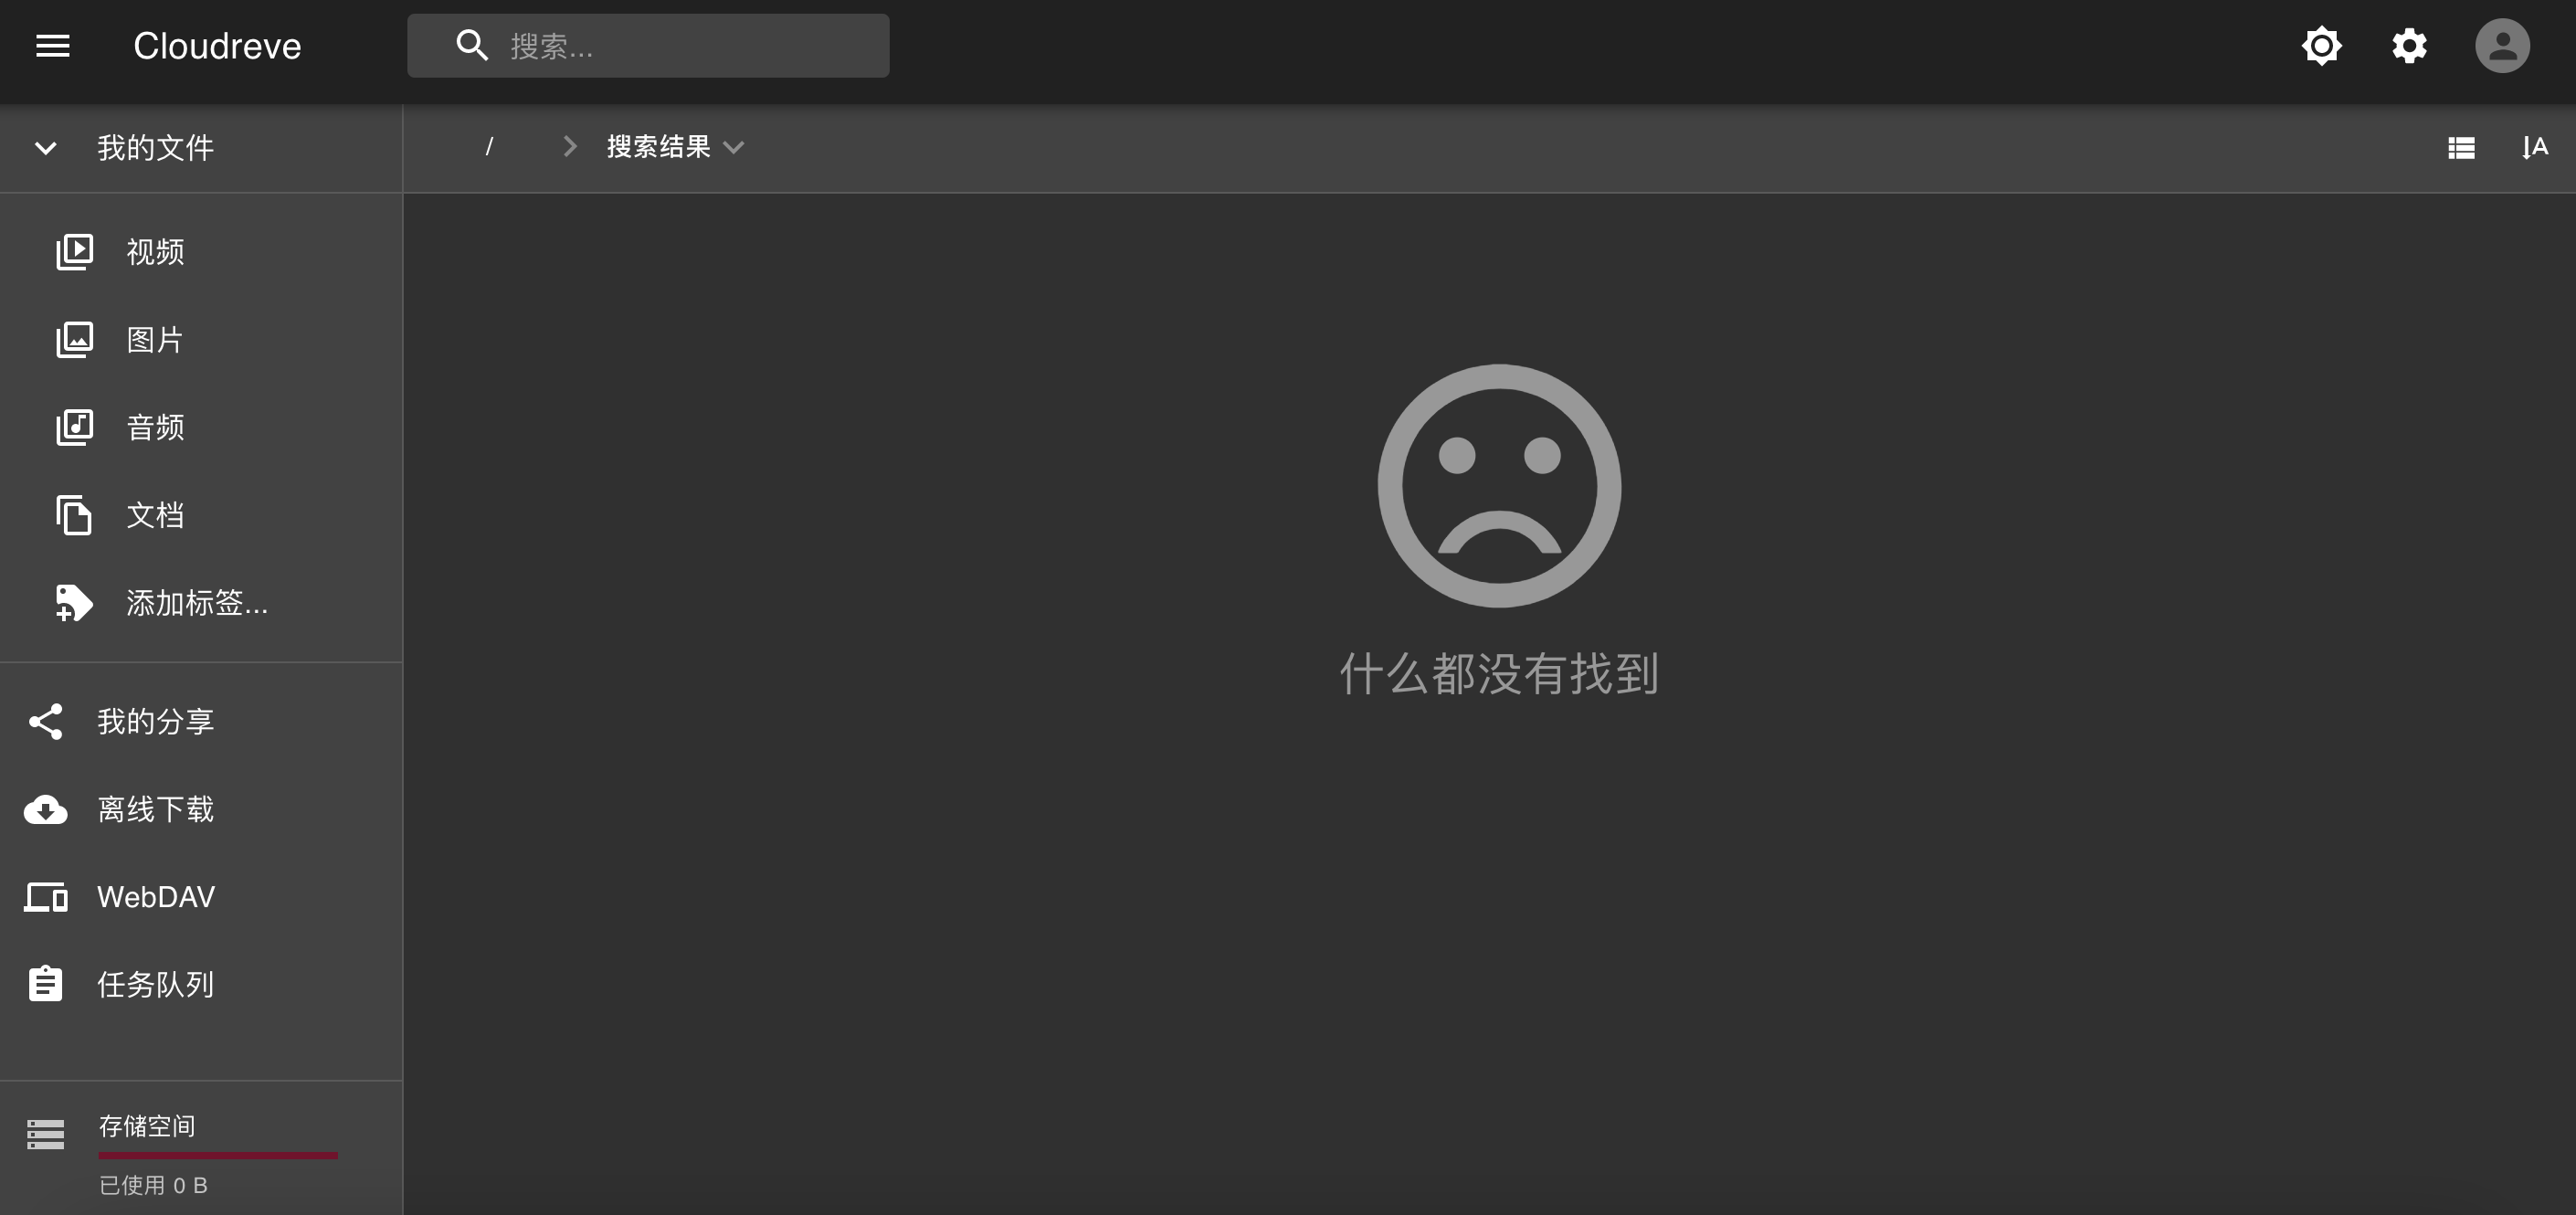 Cloudreve
搜索...
我的文件
/
搜索结果
A
视频
图片
音频
文档
添加标签...
什么都没有找到
我的分享
离线下载
WebDAV
任务队列
存储空间
已使用 0 B